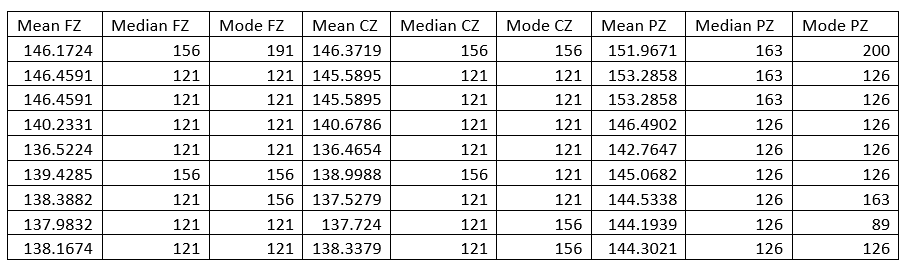 Mean FZ Median FZ Mode FZ Mean CZ Median CZ Mode CZ Mean PZ Median PZ Mode PZ
146.1724 156 191 146.3719 156 156 151.9671 163 200
146.4591 121 121 145.5895 121 121 153.2858 163 126
146.4591 121 121 145.5895 121 121 153.2858 163 126
140.2331 121 121 140.6786 121 121 146.4902 126 126
136.5224 121 121 136.4654 121 121 142.7647 126 126
139.4285 156 156 138.9988 156 121 145.0682 126 126
138.3882 121 156 137.5279 121 121 144.5338 126 163
137.9832 121 121 137.724 121 156 144.1939 126 89
138.1674 121 121 138.3379 121 156 144.3021 126 126